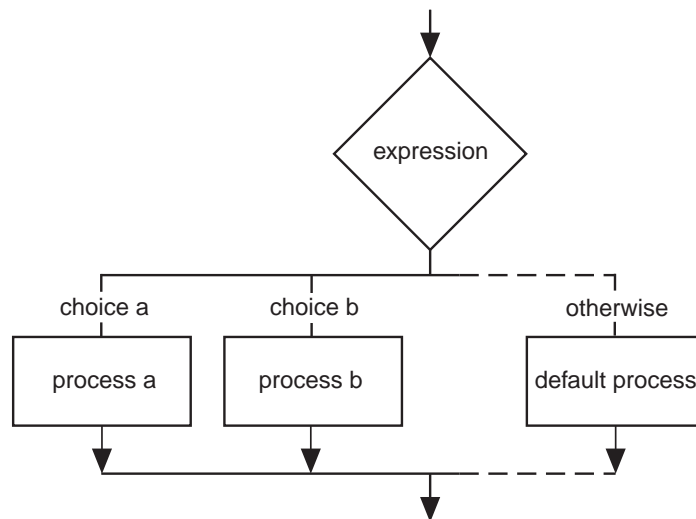 expression
choice a
choice b
otherwise
process a
process b
default process